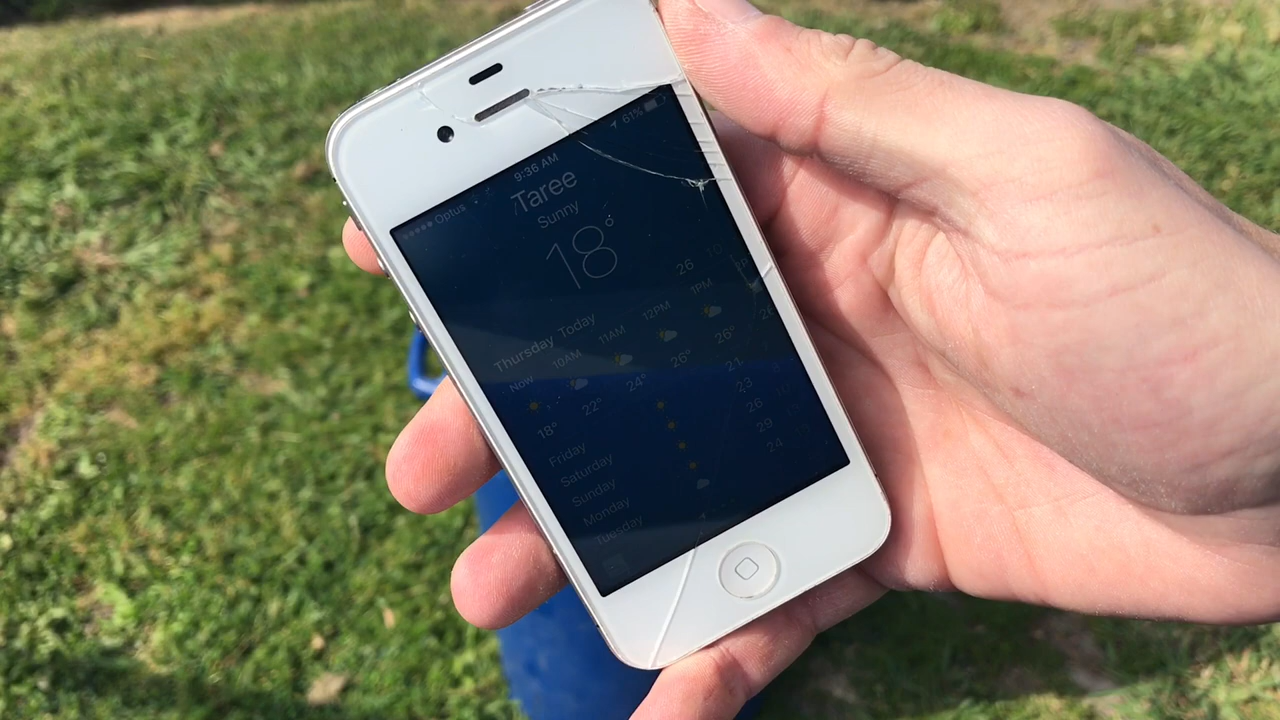 Optus 9:36 AM 61%
Taree
Sunny
18°
Thursday Today 26
Now 10AM 11AM 12PM 1PM
18° 22° 24° 26° 26°
Friday 21
Saturday 23
Sunday 26
Monday 29
Tuesday 24